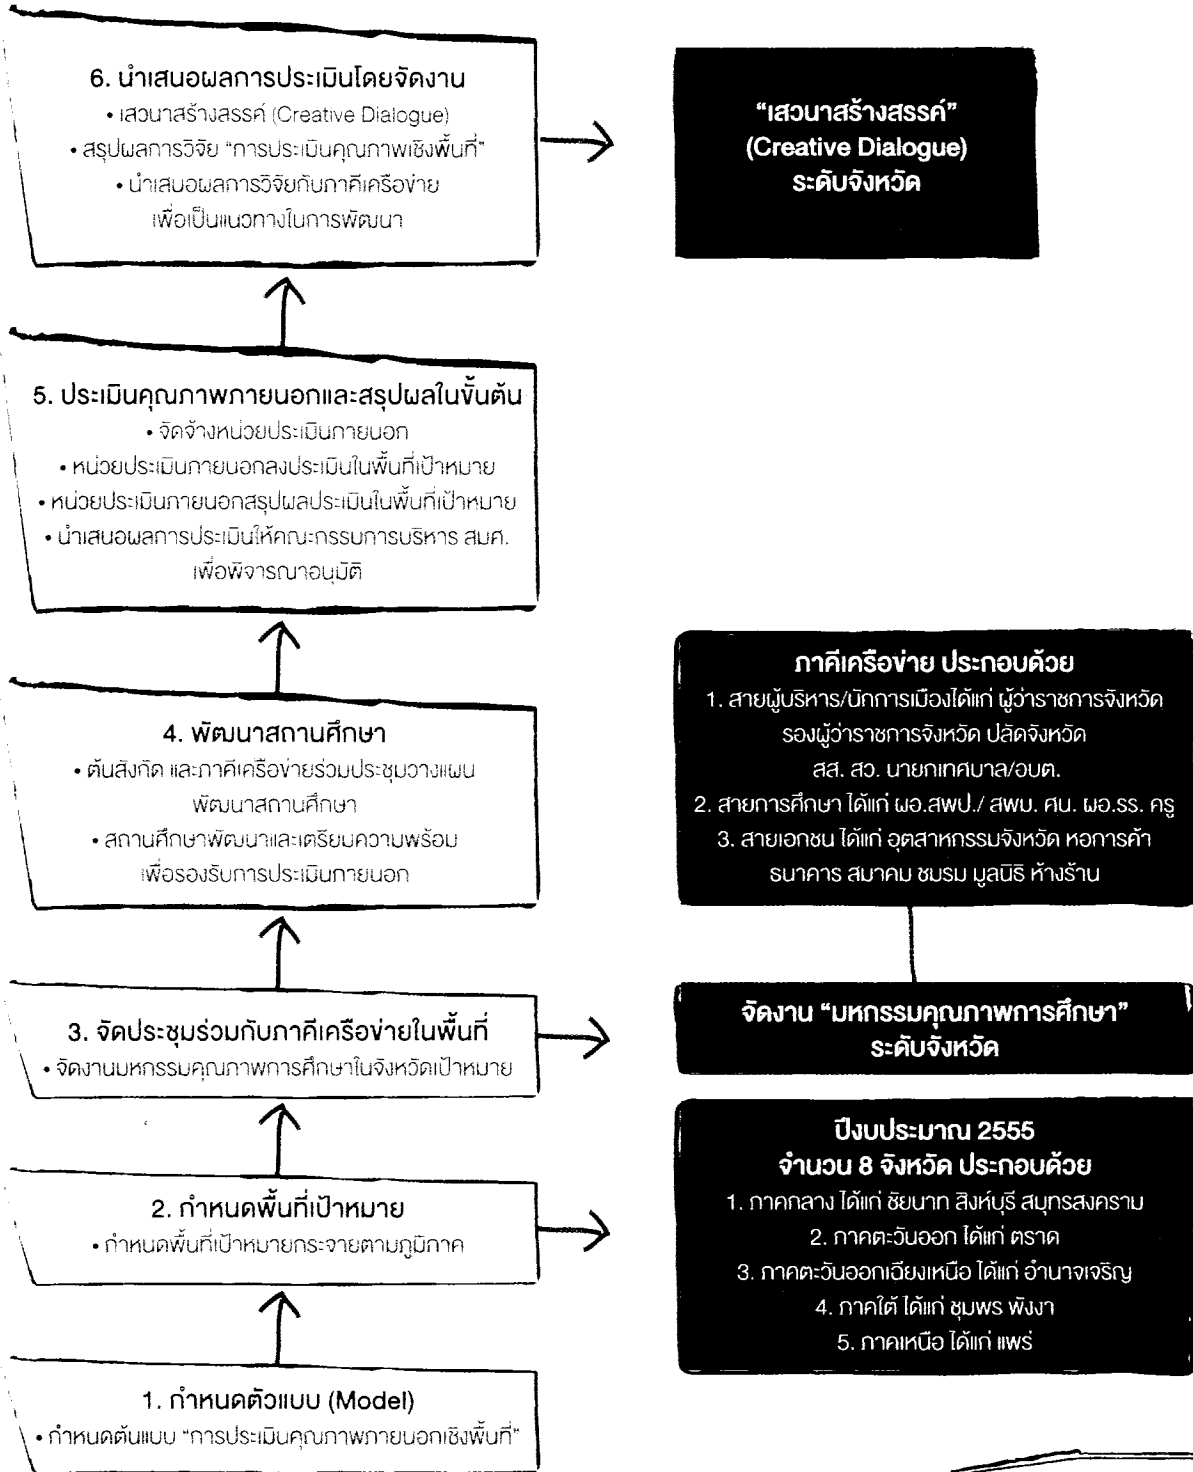 6. นำเสนอผลการประเมินโดยจัดงาน
• เสวนาสร้างสรรค์ (Creative Dialogue)
• สรุปผลการวิจัย “การประเมินคุณภาพเชิงพื้นที่”
• นำเสนอผลการวิจัยกับภาคีเครือข่าย
เพื่อเป็นแนวทางในการพัฒนา
“เสวนาสร้างสรรค์”
(Creative Dialogue)
ระดับจังหวัด
5. ประเมินคุณภาพภายนอกและสรุปผลในขั้นต้น
• จัดจ้างหน่วยประเมินภายนอก
• หน่วยประเมินภายนอกลงประเมินในพื้นที่เป้าหมาย
• หน่วยประเมินภายนอกสรุปผลประเมินในพื้นที่เป้าหมาย
• นำเสนอผลการประเมินให้คณะกรรมการบริหาร สมศ.
เพื่อพิจารณาอนุมัติ
4. พัฒนาสถานศึกษา
• ต้นสังกัด และภาคีเครือข่ายร่วมประชุมวางแผน
พัฒนาสถานศึกษา
• สถานศึกษาพัฒนาและเตรียมความพร้อม
เพื่อรองรับการประเมินภายนอก
ภาคีเครือข่าย ประกอบด้วย
1. สายผู้บริหาร/นักการเมืองได้แก่ ผู้ว่าราชการจังหวัด
รองผู้ว่าราชการจังหวัด ปลัดจังหวัด
สส. สว. นายกเทศบาล/อบต.
2. สายการศึกษา ได้แก่ ผอ.สพป./ สพม. ศน. ผอ.รร. ครู
3. สายเอกชน ได้แก่ อุตสาหกรรมจังหวัด หอการค้า
ธนาคาร สมาคม ชมรม มูลนิธิ ห้างร้าน
3. จัดประชุมร่วมกับภาคีเครือข่ายในพื้นที่
• จัดงานมหกรรมคุณภาพการศึกษาในจังหวัดเป้าหมาย
จัดงาน “มหกรรมคุณภาพการศึกษา”
ระดับจังหวัด
2. กำหนดพื้นที่เป้าหมาย
• กำหนดพื้นที่เป้าหมายกระจายตามภูมิภาค
ปีงบประมาณ 2555
จำนวน 8 จังหวัด ประกอบด้วย
1. ภาคกลาง ได้แก่ ชัยนาท สิงห์บุรี สมุทรสงคราม
2. ภาคตะวันออก ได้แก่ ตราด
3. ภาคตะวันออกเฉียงเหนือ ได้แก่ อำนาจเจริญ
4. ภาคใต้ ได้แก่ ชุมพร พังงา
5. ภาคเหนือ ได้แก่ แพร่
1. กำหนดตัวแบบ (Model)
• กำหนดต้นแบบ “การประเมินคุณภาพภายนอกเชิงพื้นที่”